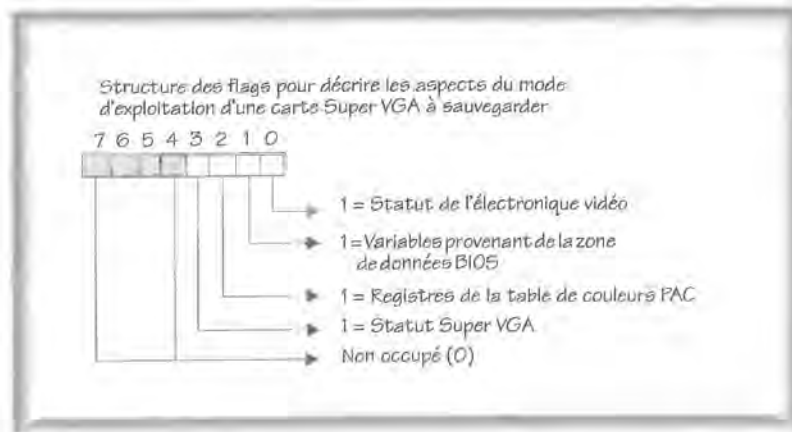 Structure des flags pour décrire les aspects du mode
d'exploitation d'une carte Super VGA à sauvegarder
7 6 5 4 3 2 1 0
1 = Statut de l'électronique vidéo
1 = Variables provenant de la zone
de données BIOS
1 = Registres de la table de couleurs PAC
1 = Statut Super VGA
Non occupé (0)